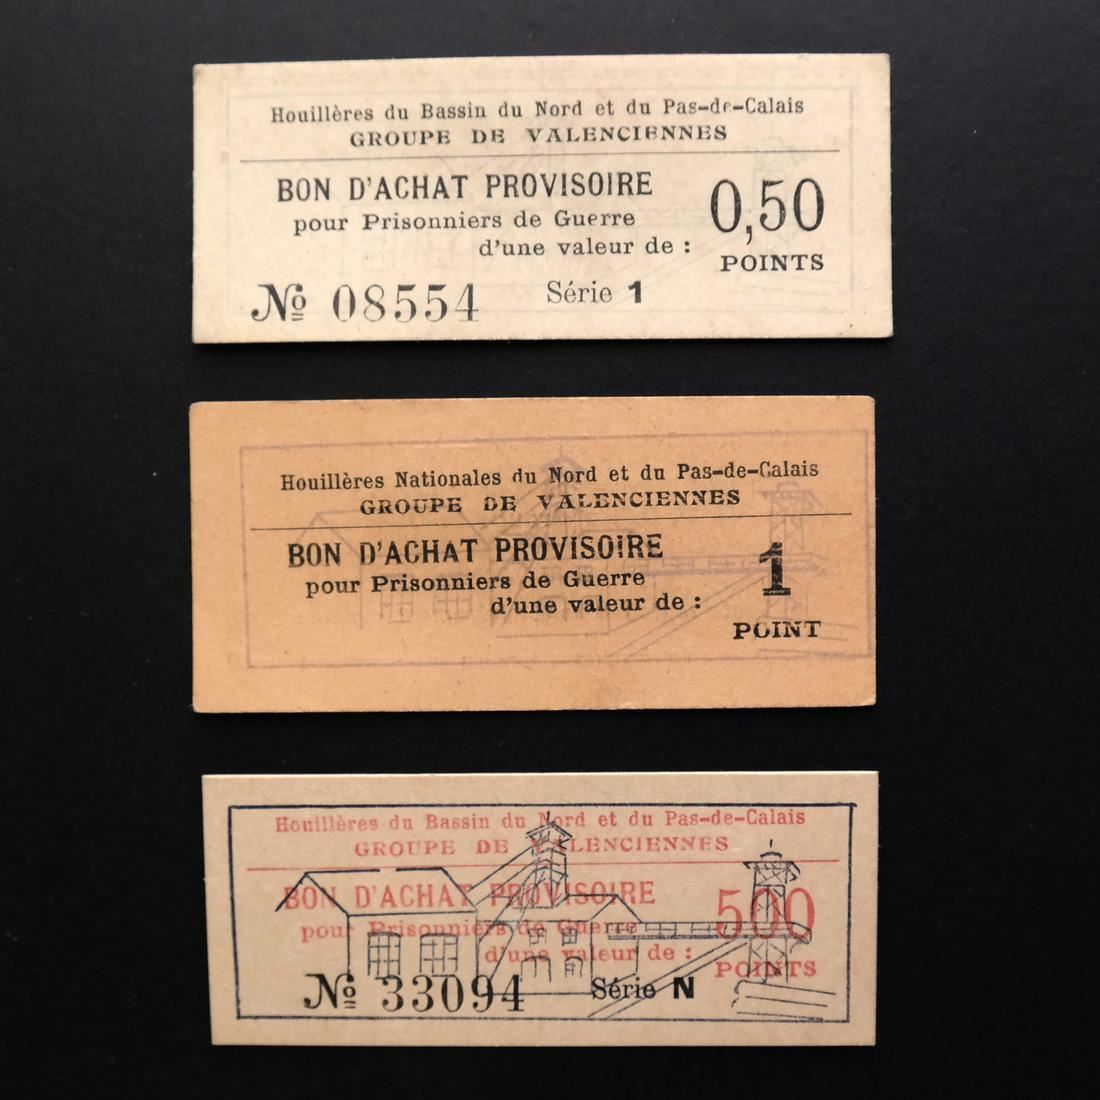 Houillères du Bassin du Nord et du Pas-de-Calais
GROUPE DE VALENCIENNES
BON D'ACHAT PROVISOIRE
pour Prisonniers de Guerre
d'une valeur de :
0,50
POINTS
Nº 08554 Série 1
Houillères Nationales du Nord et du Pas-de-Calais
GROUPE DE VALENCIENNES
BON D'ACHAT PROVISOIRE
pour Prisonniers de Guerre
d'une valeur de :
1
POINT
Houillères du Bassin du Nord et du Pas-de-Calais
GROUPE DE VALENCIENNES
BON D'ACHAT PROVISOIRE
pour Prisonniers de Guerre
d'une valeur de :
500
POINTS
Nº 33094 Série N